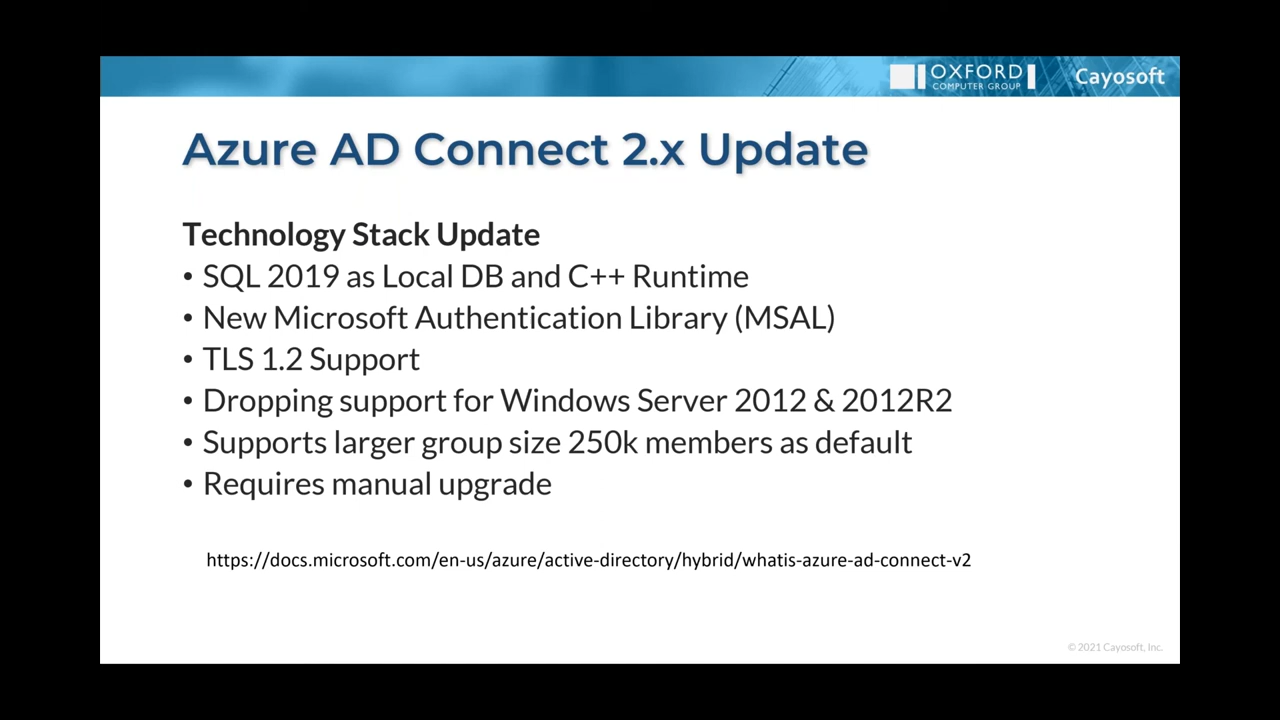 OXFORD
COMPUTER GROUP
Cayosoft
Azure AD Connect 2.x Update
Technology Stack Update
• SQL 2019 as Local DB and C++ Runtime
• New Microsoft Authentication Library (MSAL)
• TLS 1.2 Support
• Dropping support for Windows Server 2012 & 2012R2
• Supports larger group size 250k members as default
• Requires manual upgrade
https://docs.microsoft.com/en-us/azure/active-directory/hybrid/whatis-azure-ad-connect-v2
© 2021 Cayosoft, Inc.